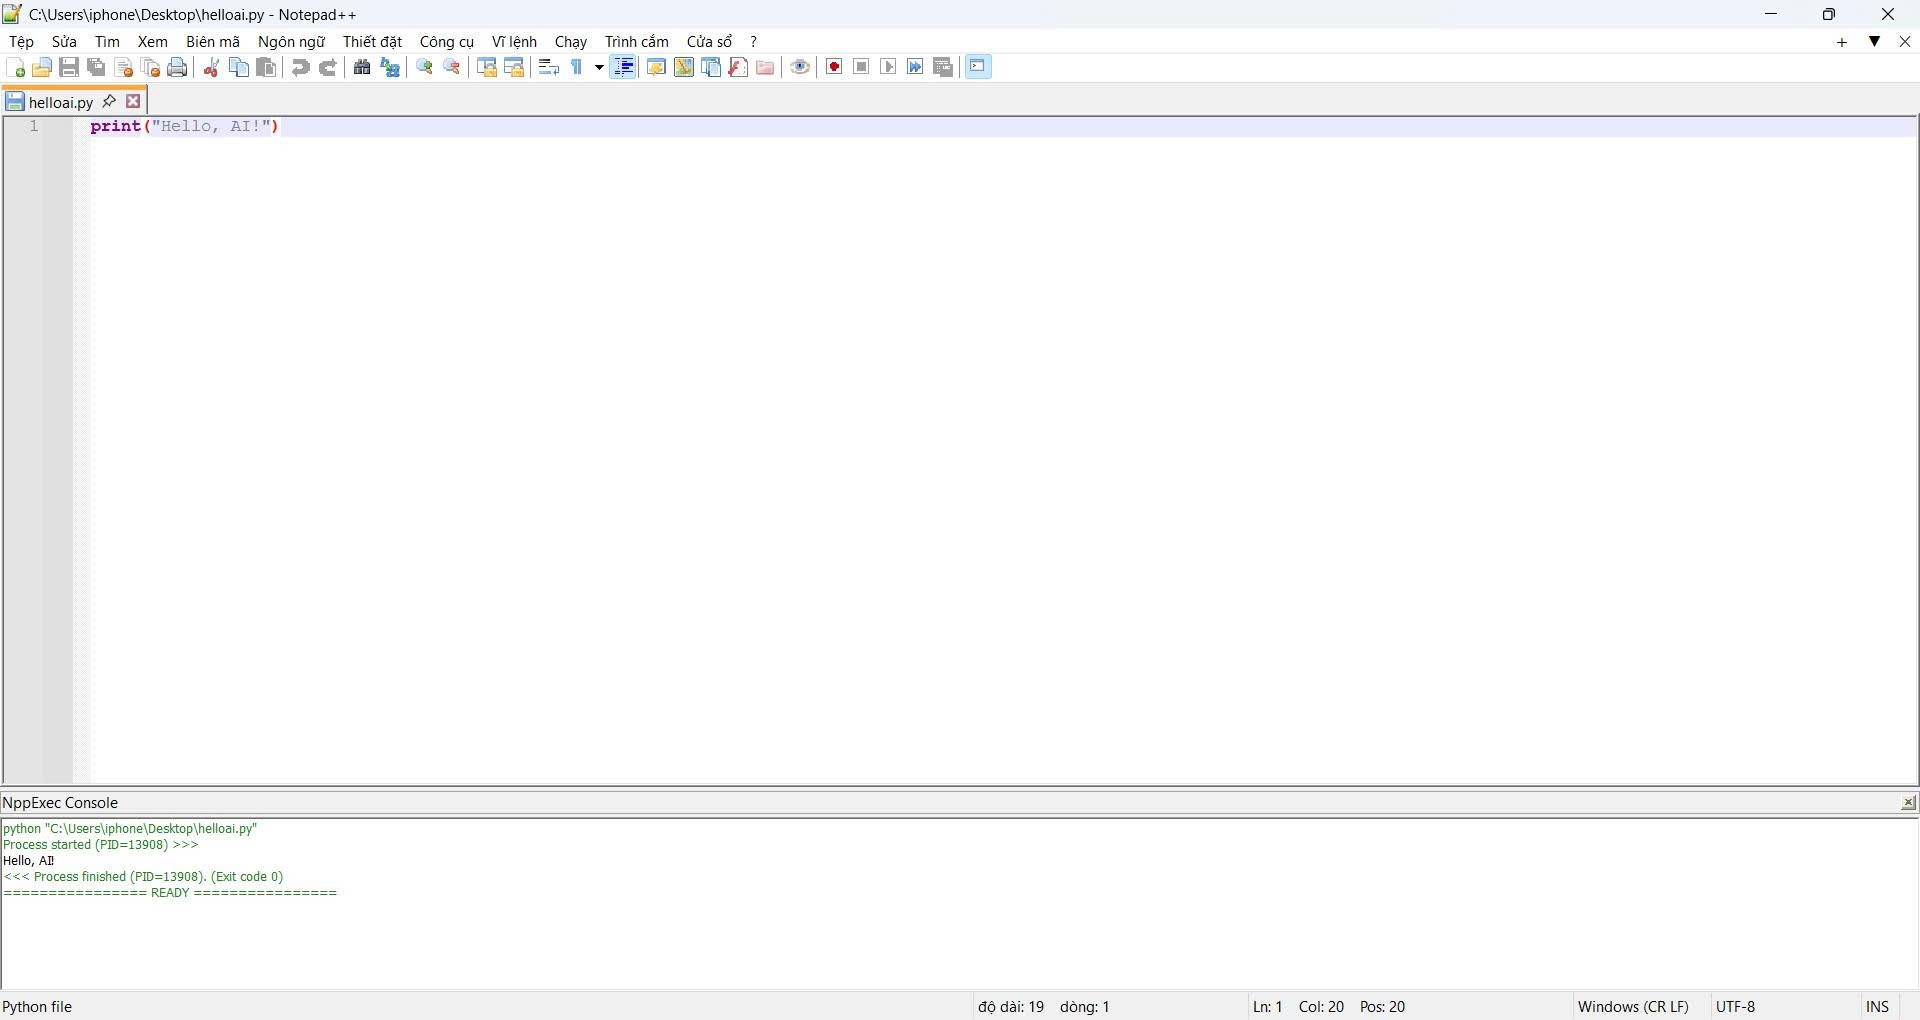 C:\Users\iphone\Desktop\helloai.py - Notepad++
Tệp Sửa Tìm Xem Biên mã Ngôn ngữ Thiết đặt Công cụ Vĩ lệnh Chạy Trình cắm Cửa sổ ?
helloai.py
1 print("Hello, AI!")
NppExec Console
python "C:\Users\iphone\Desktop\helloai.py"
Process started (PID=13908) >>>
Hello, AI!
<<< Process finished (PID=13908). (Exit code 0)
================ READY ================
Python file độ dài: 19 dòng: 1 Ln: 1 Col: 20 Pos: 20 Windows (CR LF) UTF-8 INS